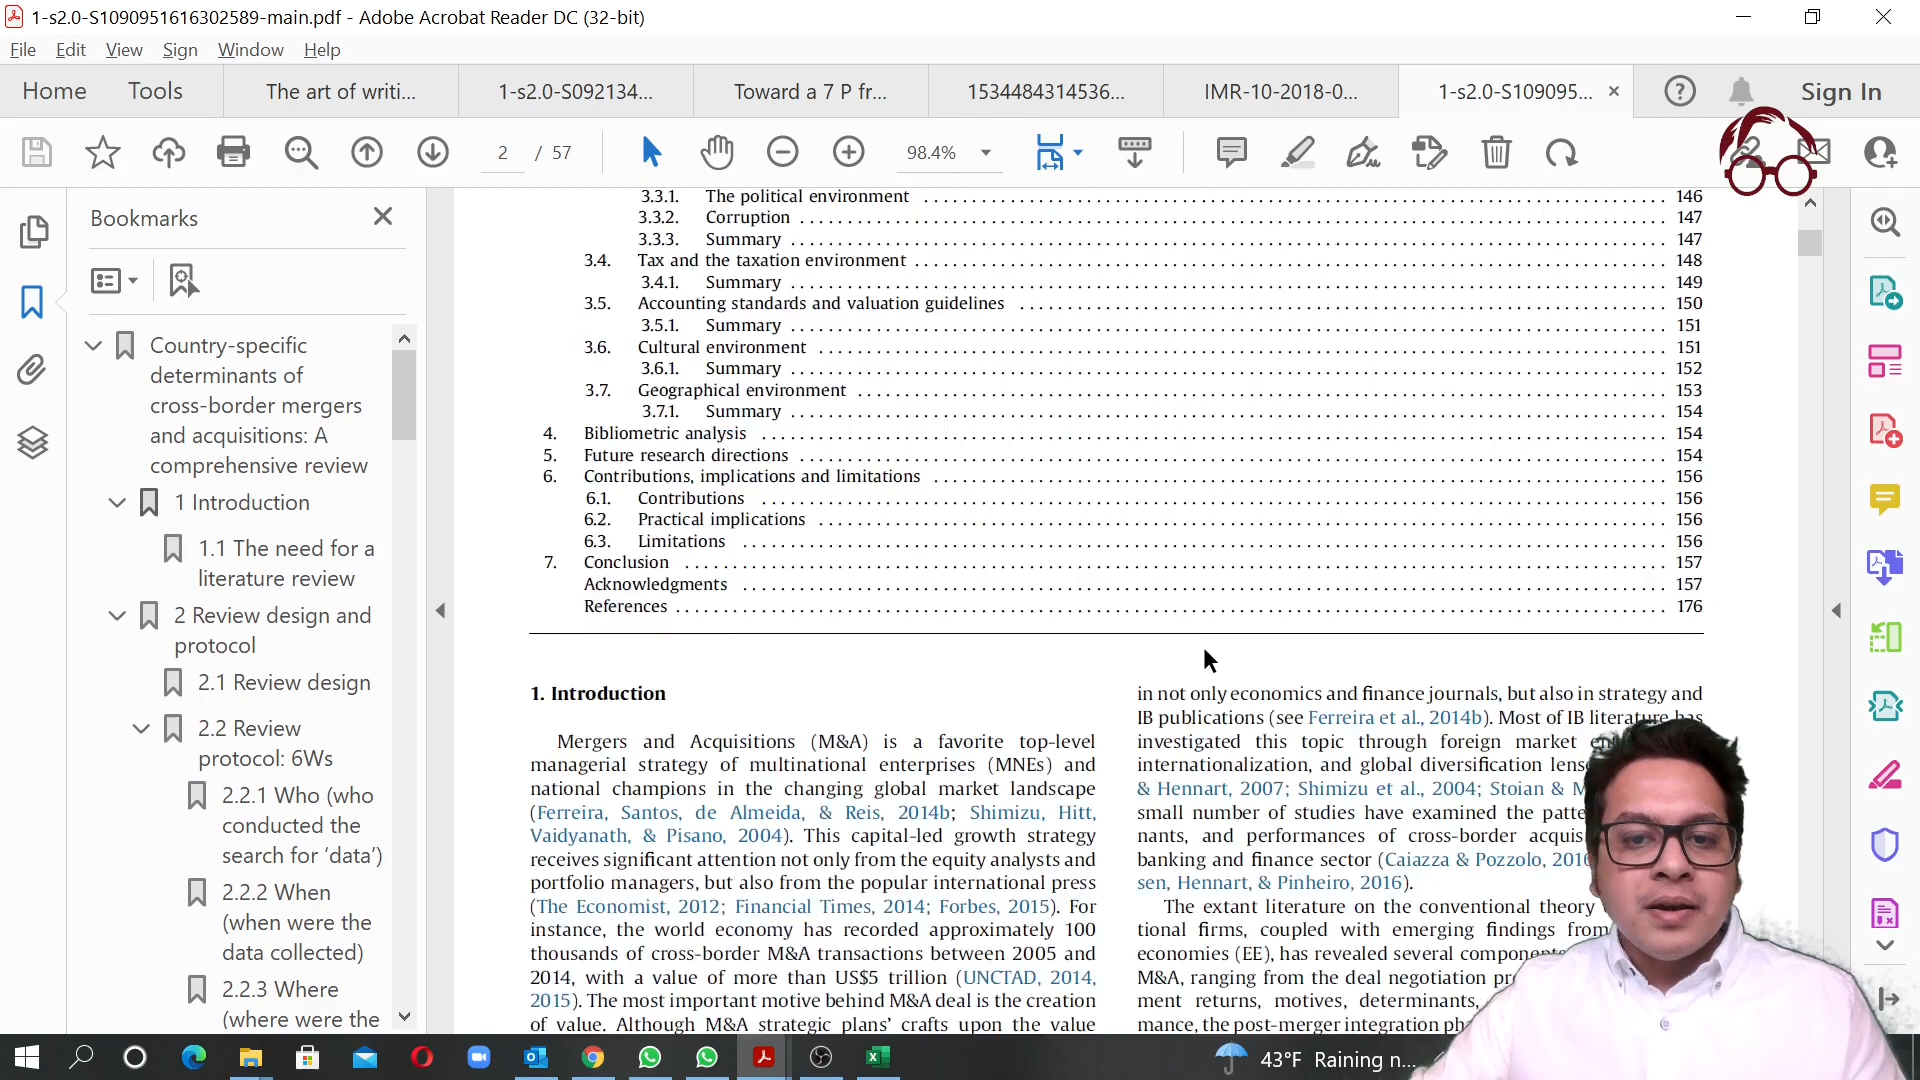 1-s2.0-S1090951616302589-main.pdf - Adobe Acrobat Reader DC (32-bit)
File Edit View Sign Window Help
Home Tools The art of writi... 1-s2.0-S092134... Toward a 7 P fr... 1534484314536... IMR-10-2018-0... 1-s2.0-S109095... × Sign In
2 / 57 98.4%
Bookmarks
Country-specific
determinants of
cross-border mergers
and acquisitions: A
comprehensive review
1 Introduction
1.1 The need for a
literature review
2 Review design and
protocol
2.1 Review design
2.2 Review
protocol: 6Ws
2.2.1 Who (who
conducted the
search for ‘data’)
2.2.2 When
(when were the
data collected)
2.2.3 Where
(where were the
3.3.1. The political environment 146
3.3.2. Corruption 147
3.3.3. Summary 147
3.4. Tax and the taxation environment 148
3.4.1. Summary 149
3.5. Accounting standards and valuation guidelines 150
3.5.1. Summary 151
3.6. Cultural environment 151
3.6.1. Summary 152
3.7. Geographical environment 153
3.7.1. Summary 154
4. Bibliometric analysis 154
5. Future research directions 154
6. Contributions, implications and limitations 156
6.1. Contributions 156
6.2. Practical implications 156
6.3. Limitations 156
7. Conclusion 157
Acknowledgments 157
References 176
1. Introduction
Mergers and Acquisitions (M&A) is a favorite top-level
managerial strategy of multinational enterprises (MNEs) and
national champions in the changing global market landscape
(Ferreira, Santos, de Almeida, & Reis, 2014b; Shimizu, Hitt,
Vaidyanath, & Pisano, 2004). This capital-led growth strategy
receives significant attention not only from the equity analysts and
portfolio managers, but also from the popular international press
(The Economist, 2012; Financial Times, 2014; Forbes, 2015). For
instance, the world economy has recorded approximately 100
thousands of cross-border M&A transactions between 2005 and
2014, with a value of more than US$5 trillion (UNCTAD, 2014,
2015). The most important motive behind M&A deal is the creation
of value. Although M&A strategic plans’ crafts upon the value
in not only economics and finance journals, but also in strategy and
IB publications (see Ferreira et al., 2014b). Most of IB literature has
investigated this topic through foreign market
internationalization, and global diversification lens
& Hennart, 2007; Shimizu et al., 2004; Stoian & M
small number of studies have examined the patte
nants, and performances of cross-border acquis
banking and finance sector (Caiazza & Pozzolo, 2016
sen, Hennart, & Pinheiro, 2016).
The extant literature on the conventional theory
tional firms, coupled with emerging findings from
economies (EE), has revealed several component
M&A, ranging from the deal negotiation pr
ment returns, motives, determinants,
mance, the post-merger integration ph
43°F Raining n...